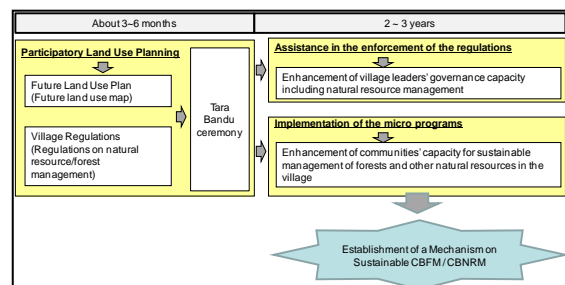 About 3~6 months
2 ~ 3 years
Participatory Land Use Planning
Future Land Use Plan
(Future land use map)
Village Regulations
(Regulations on natural
resource/forest
management)
Tara
Bandu
ceremony
Assistance in the enforcement of the regulations
Enhancement of village leaders' governance capacity
including natural resource management
Implementation of the micro programs
Enhancement of communities' capacity for sustainable
management of forests and other natural resources in the
village
Establishment of a Mechanism on
Sustainable CBFM / CBNRM